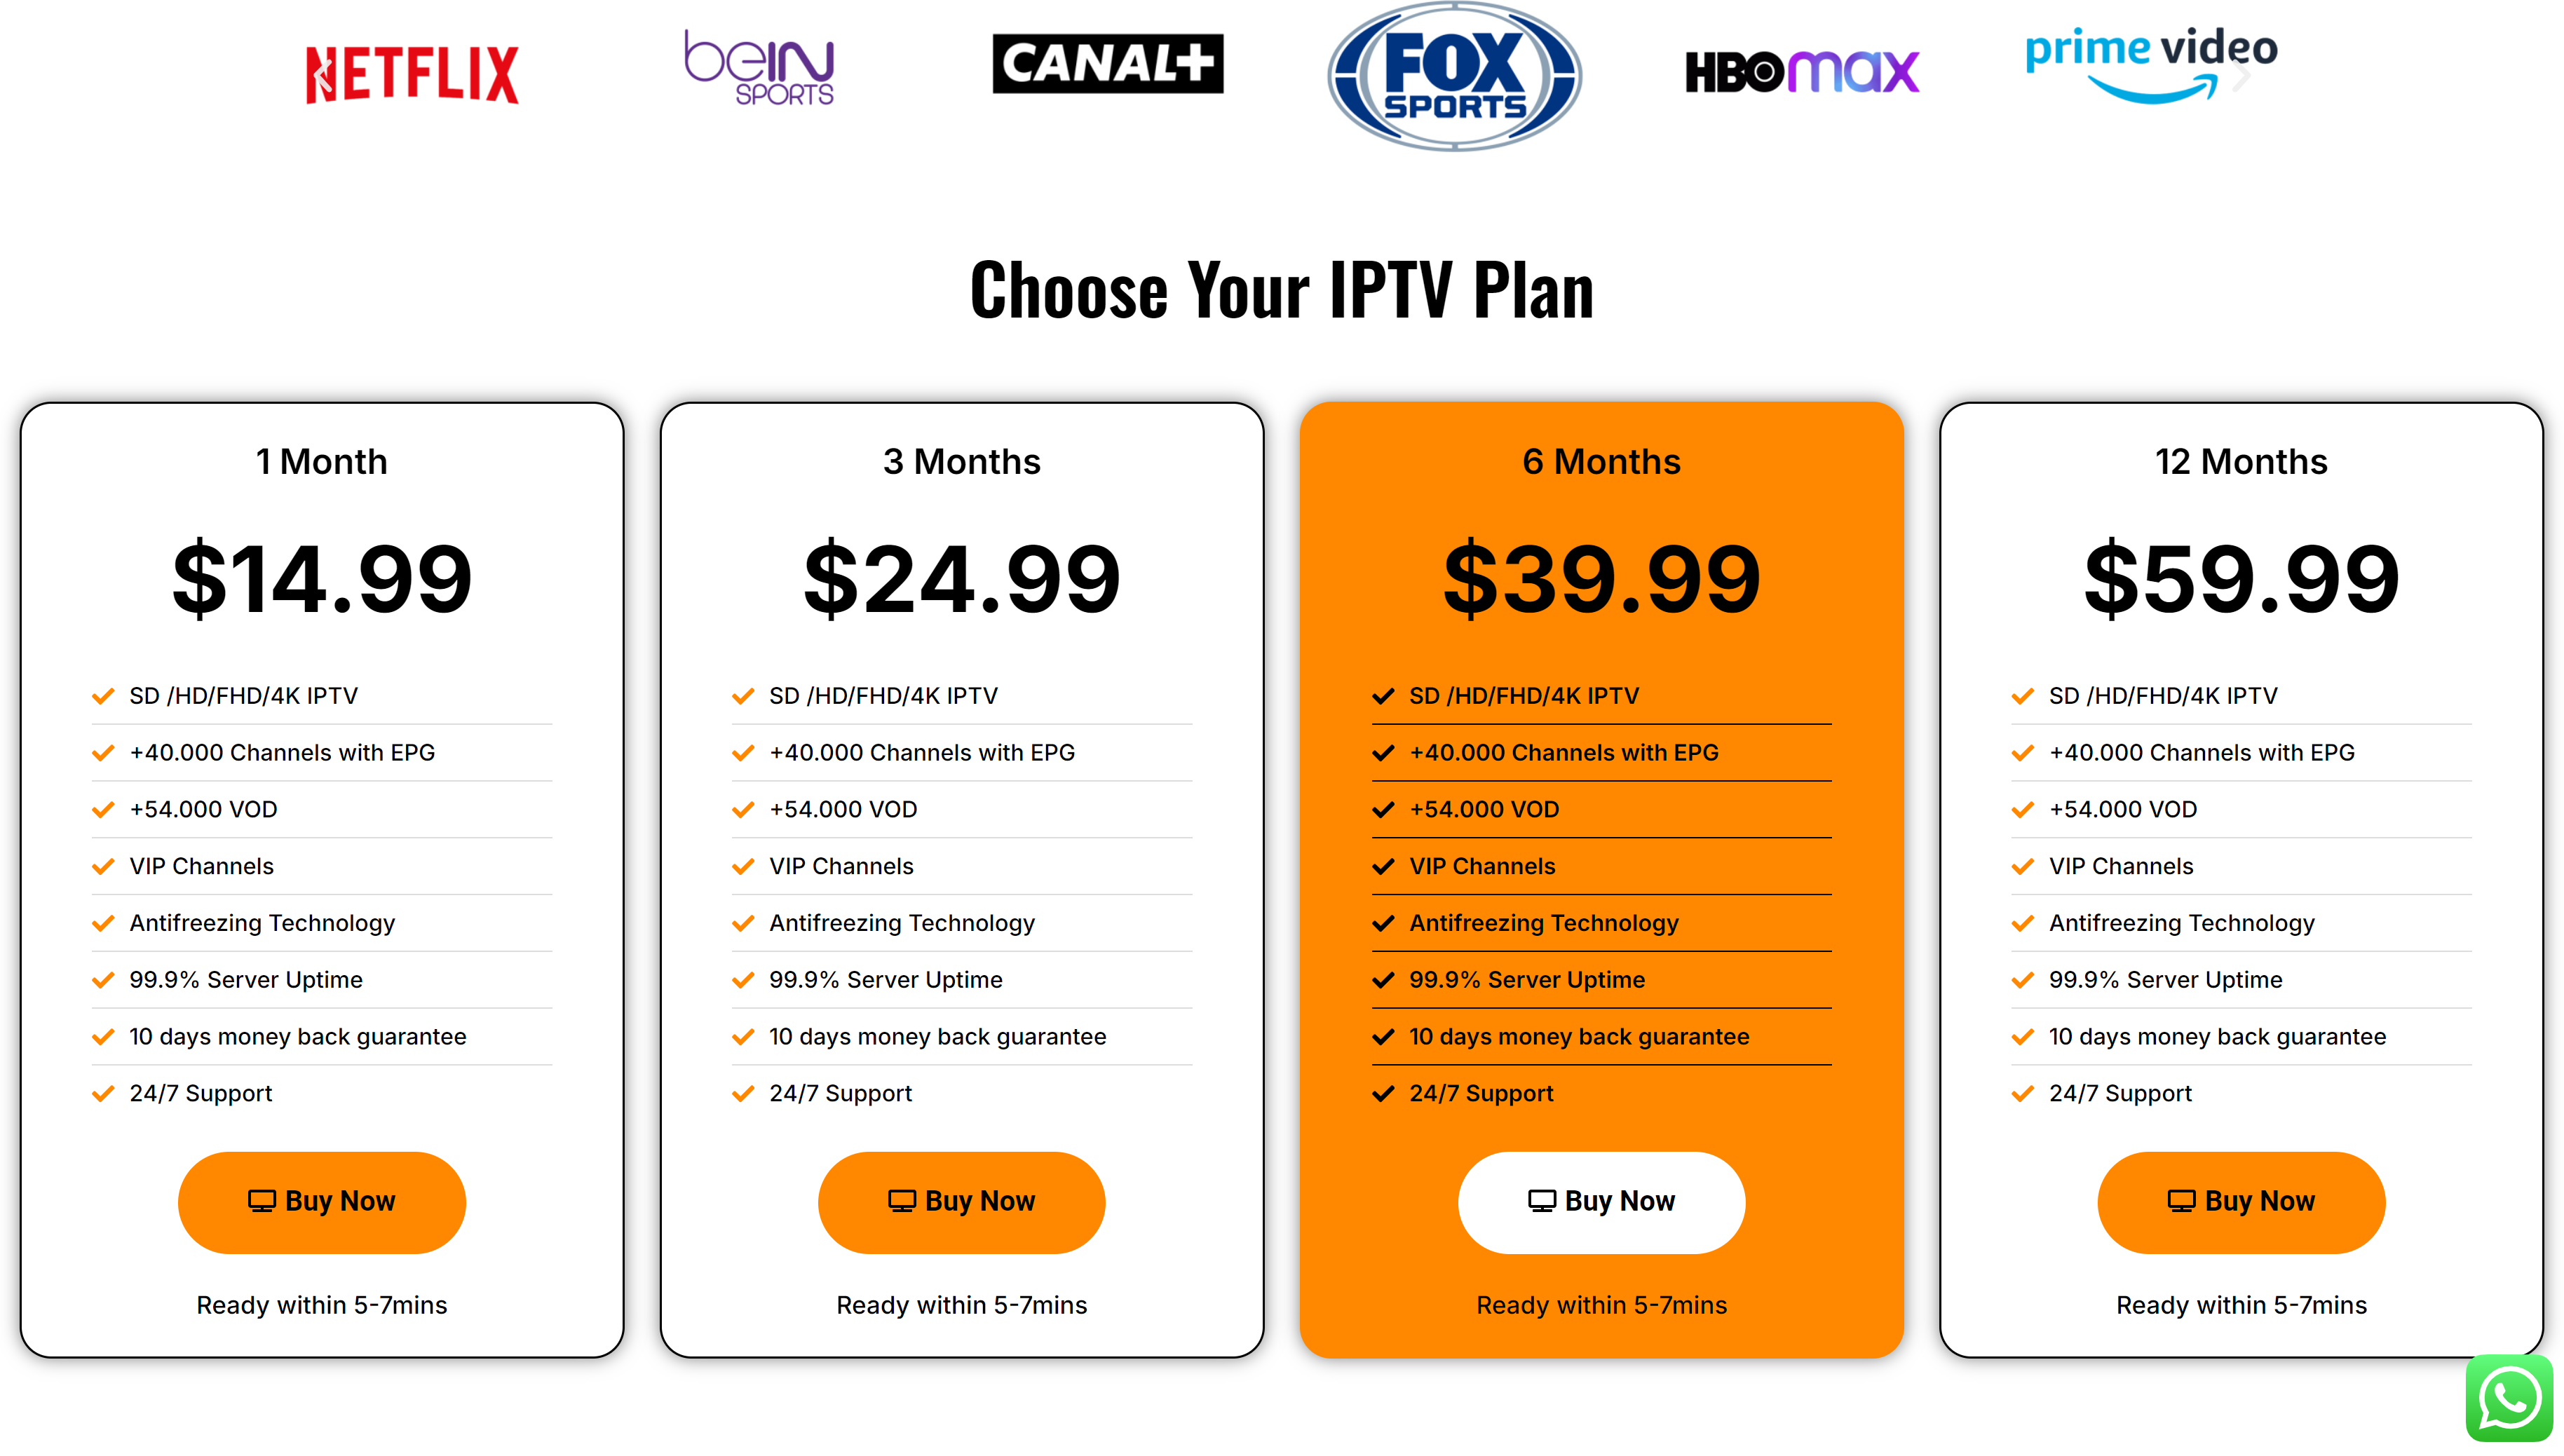 NETFLIX
beIN
SPORTS
CANAL+
FOX
SPORTS
HBOmax
prime video
Choose Your IPTV Plan
1 Month
$14.99
SD /HD/FHD/4K IPTV
+40.000 Channels with EPG
+54.000 VOD
VIP Channels
Antifreezing Technology
99.9% Server Uptime
10 days money back guarantee
24/7 Support
Buy Now
Ready within 5-7mins
3 Months
$24.99
SD /HD/FHD/4K IPTV
+40.000 Channels with EPG
+54.000 VOD
VIP Channels
Antifreezing Technology
99.9% Server Uptime
10 days money back guarantee
24/7 Support
Buy Now
Ready within 5-7mins
6 Months
$39.99
SD /HD/FHD/4K IPTV
+40.000 Channels with EPG
+54.000 VOD
VIP Channels
Antifreezing Technology
99.9% Server Uptime
10 days money back guarantee
24/7 Support
Buy Now
Ready within 5-7mins
12 Months
$59.99
SD /HD/FHD/4K IPTV
+40.000 Channels with EPG
+54.000 VOD
VIP Channels
Antifreezing Technology
99.9% Server Uptime
10 days money back guarantee
24/7 Support
Buy Now
Ready within 5-7mins